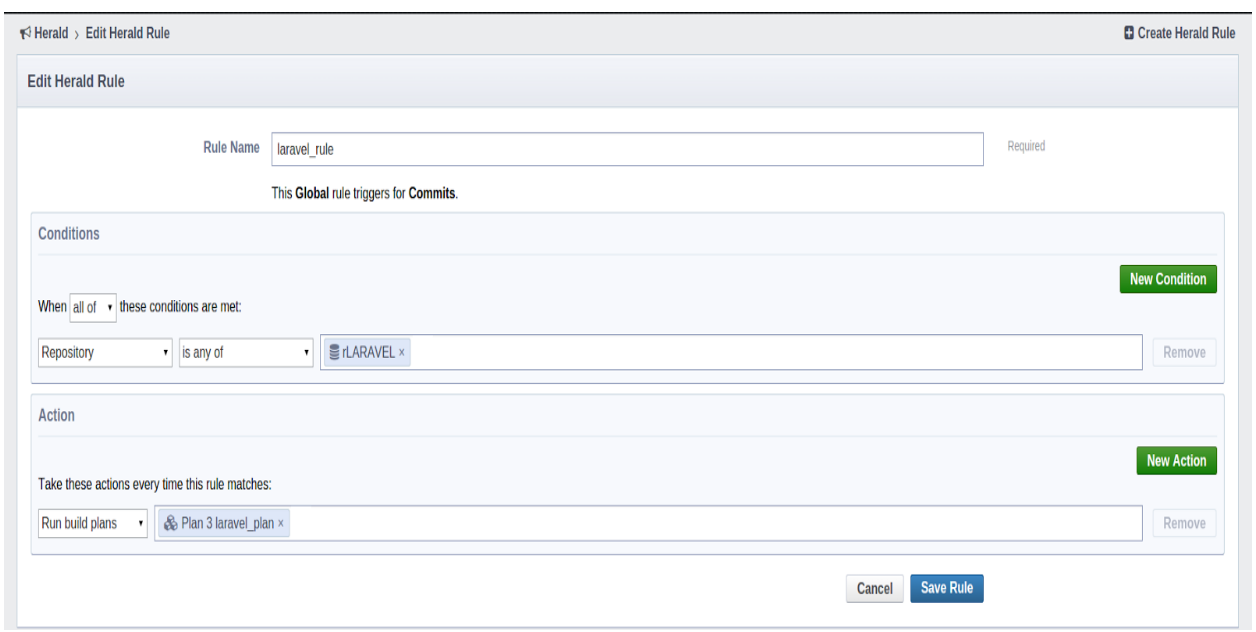 Herald › Edit Herald Rule Create Herald Rule
Edit Herald Rule
Rule Name laravel_rule Required
This Global rule triggers for Commits.
Conditions
New Condition
When all of these conditions are met:
Repository is any of rLARAVEL × Remove
Action
New Action
Take these actions every time this rule matches:
Run build plans Plan 3 laravel_plan × Remove
Cancel Save Rule